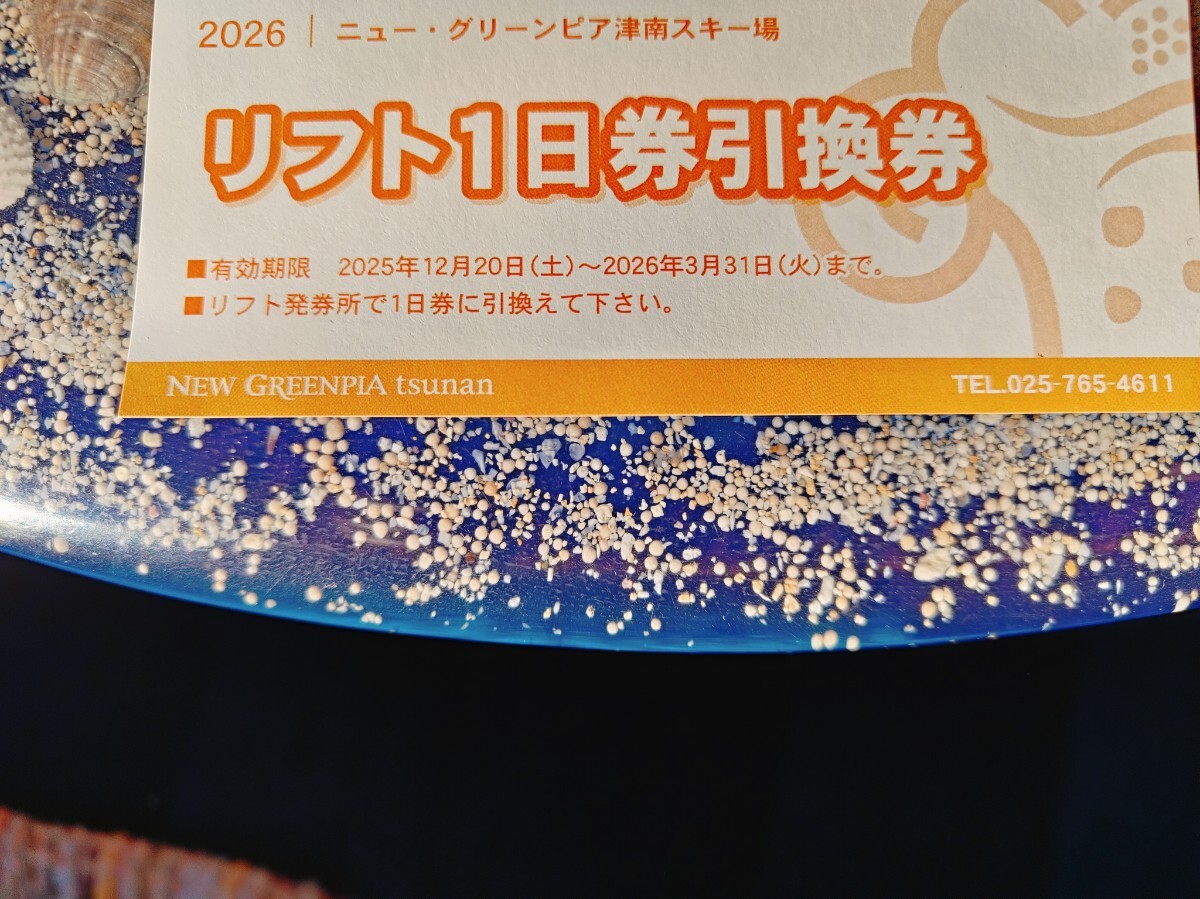 2026 | ニュー・グリーンピア津南スキー場
リフト1日券引換券
■有効期限 2025年12月20日(土)～2026年3月31日(火)まで。
■リフト発券所で1日券に引換えて下さい。
NEW GREENPIA tsunan TEL.025-765-4611